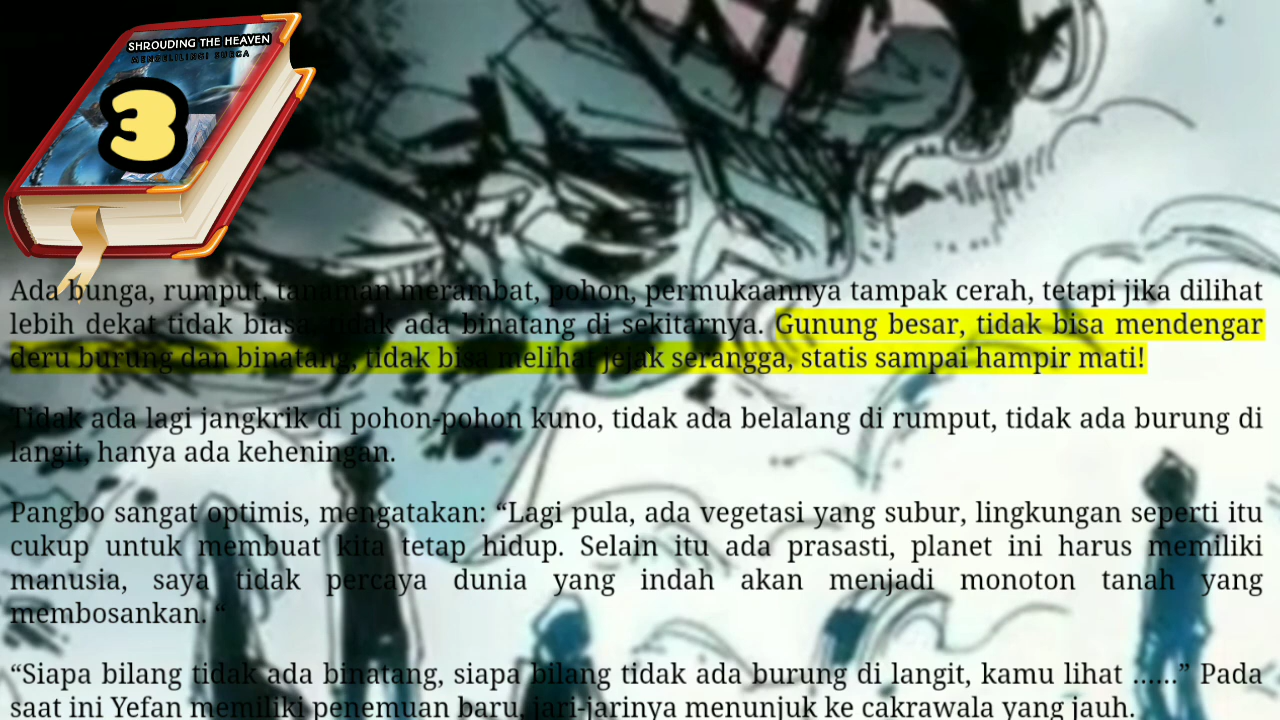 SHROUDING THE HEAVEN
MENGELILINGI SURGA
3
Ada bunga, rumput, tanaman merambat, pohon, permukaannya tampak cerah, tetapi jika dilihat
lebih dekat tidak biasa, tidak ada binatang di sekitarnya. Gunung besar, tidak bisa mendengar
deru burung dan binatang, tidak bisa melihat jejak serangga, statis sampai hampir mati!
Tidak ada lagi jangkrik di pohon-pohon kuno, tidak ada belalang di rumput, tidak ada burung di
langit, hanya ada keheningan.
Pangbo sangat optimis, mengatakan: “Lagi pula, ada vegetasi yang subur, lingkungan seperti itu
cukup untuk membuat kita tetap hidup. Selain itu ada prasasti, planet ini harus memiliki
manusia, saya tidak percaya dunia yang indah akan menjadi monoton tanah yang
membosankan. “
“Siapa bilang tidak ada binatang, siapa bilang tidak ada burung di langit, kamu lihat ......” Pada
saat ini Yefan memiliki penemuan baru, jari-jarinya menunjuk ke cakrawala yang jauh.